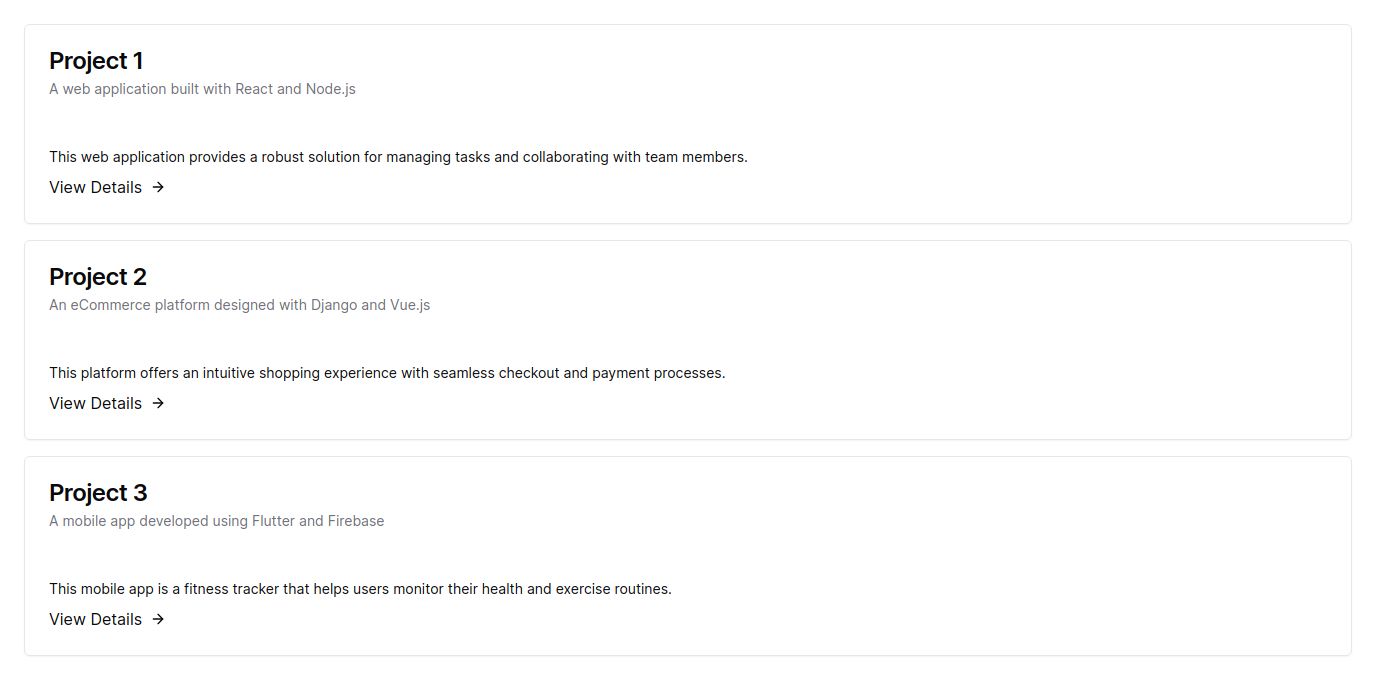 Project 1
A web application built with React and Node.js
This web application provides a robust solution for managing tasks and collaborating with team members.
View Details
Project 2
An eCommerce platform designed with Django and Vue.js
This platform offers an intuitive shopping experience with seamless checkout and payment processes.
View Details
Project 3
A mobile app developed using Flutter and Firebase
This mobile app is a fitness tracker that helps users monitor their health and exercise routines.
View Details